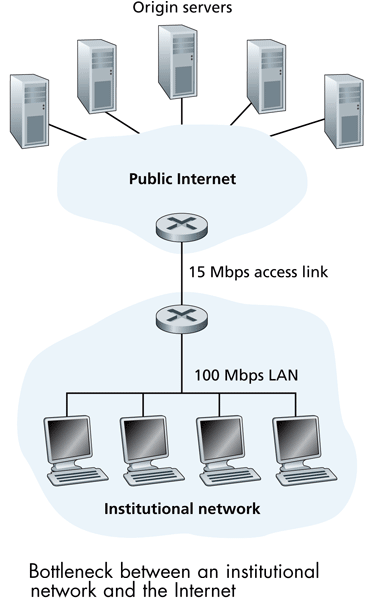 Origin servers
Public Internet
15 Mbps access link
100 Mbps LAN
Institutional network
Bottleneck between an institutional
network and the Internet